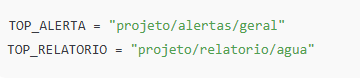 TOP_ALERTA = "projeto/alertas/geral"
TOP_RELATORIO = "projeto/relatorio/agua"